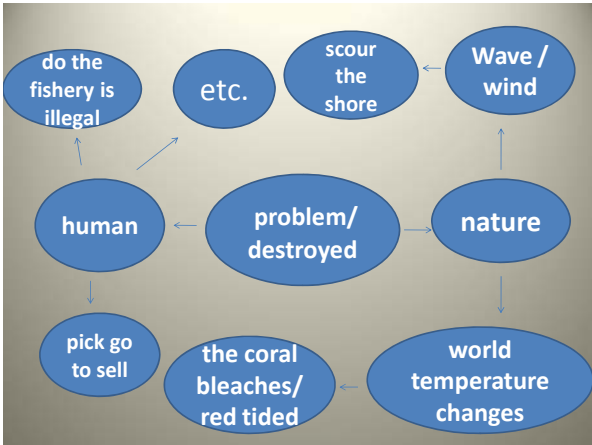 do the
fishery is
illegal
etc.
scour
the
shore
Wave /
wind
human
problem/
destroyed
nature
pick go
to sell
the coral
bleaches/
red tided
world
temperature
changes